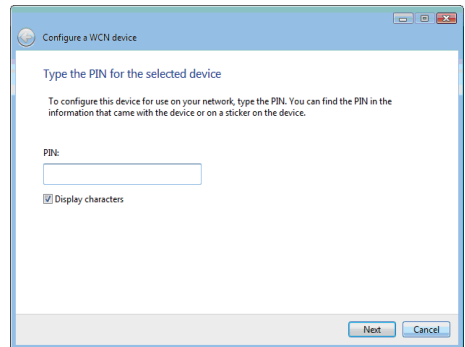 Configure a WCN device
Type the PIN for the selected device
To configure this device for use on your network, type the PIN. You can find the PIN in the
information that came with the device or on a sticker on the device.
PIN:
Display characters
Next Cancel